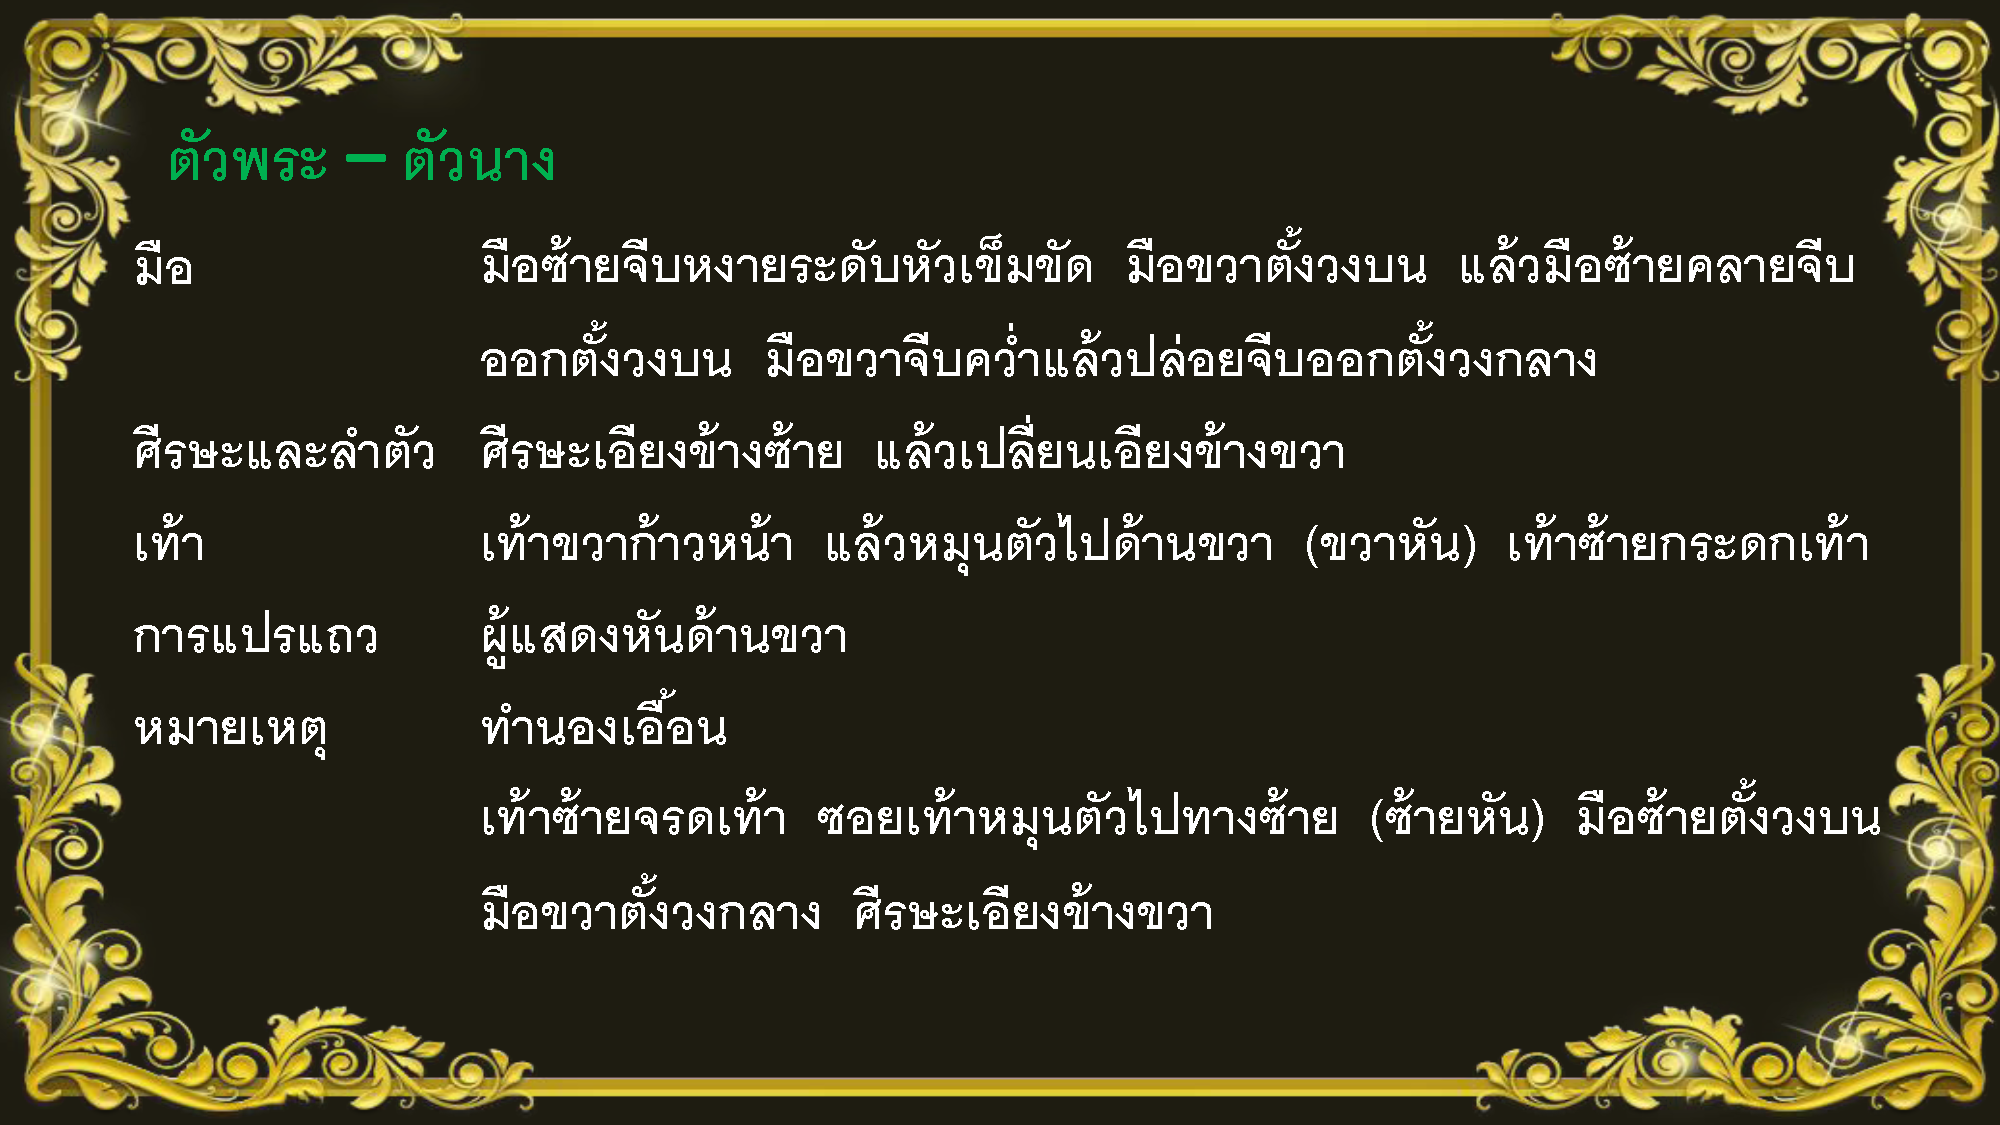 ตัวพระ – ตัวนาง
มือ มือซ้ายจีบหงายระดับหัวเข็มขัด มือขวาตั้งวงบน แล้วมือซ้ายคลายจีบ
ออกตั้งวงบน มือขวาจีบคว่ำแล้วปล่อยจีบออกตั้งวงกลาง
ศีรษะและลำตัว ศีรษะเอียงข้างซ้าย แล้วเปลี่ยนเอียงข้างขวา
เท้า เท้าขวาก้าวหน้า แล้วหมุนตัวไปด้านขวา (ขวาหัน) เท้าซ้ายกระดกเท้า
การแปรแถว ผู้แสดงหันด้านขวา
หมายเหตุ ทำนองเอื้อน
เท้าซ้ายจรดเท้า ซอยเท้าหมุนตัวไปทางซ้าย (ซ้ายหัน) มือซ้ายตั้งวงบน
มือขวาตั้งวงกลาง ศีรษะเอียงข้างขวา